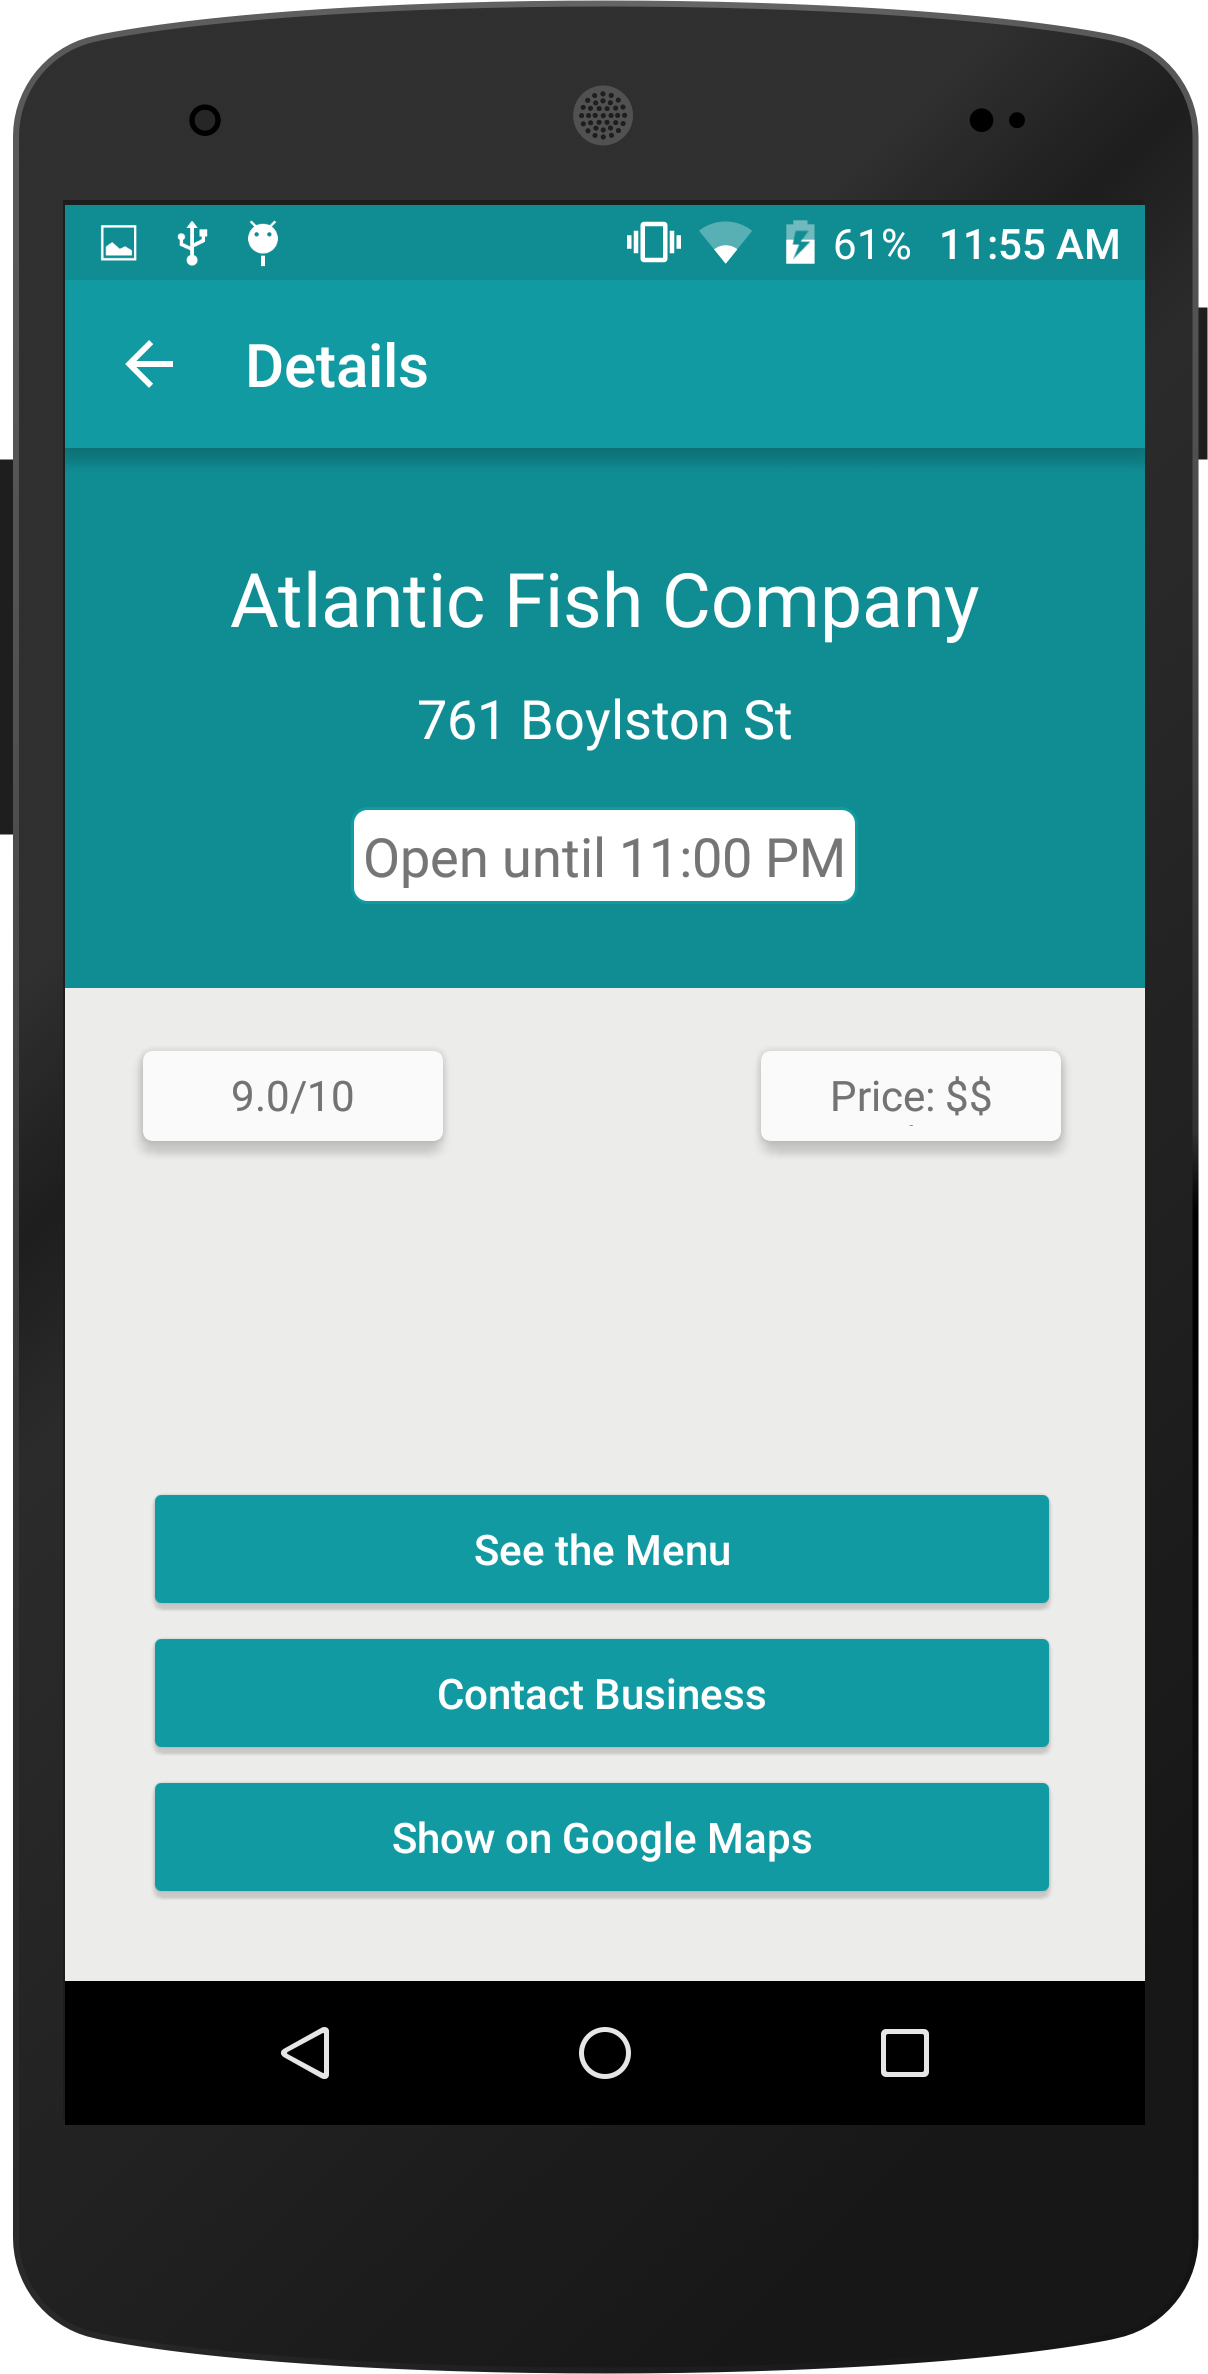 61% 11:55 AM
Details
Atlantic Fish Company
761 Boylston St
Open until 11:00 PM
9.0/10
Price: $$
See the Menu
Contact Business
Show on Google Maps